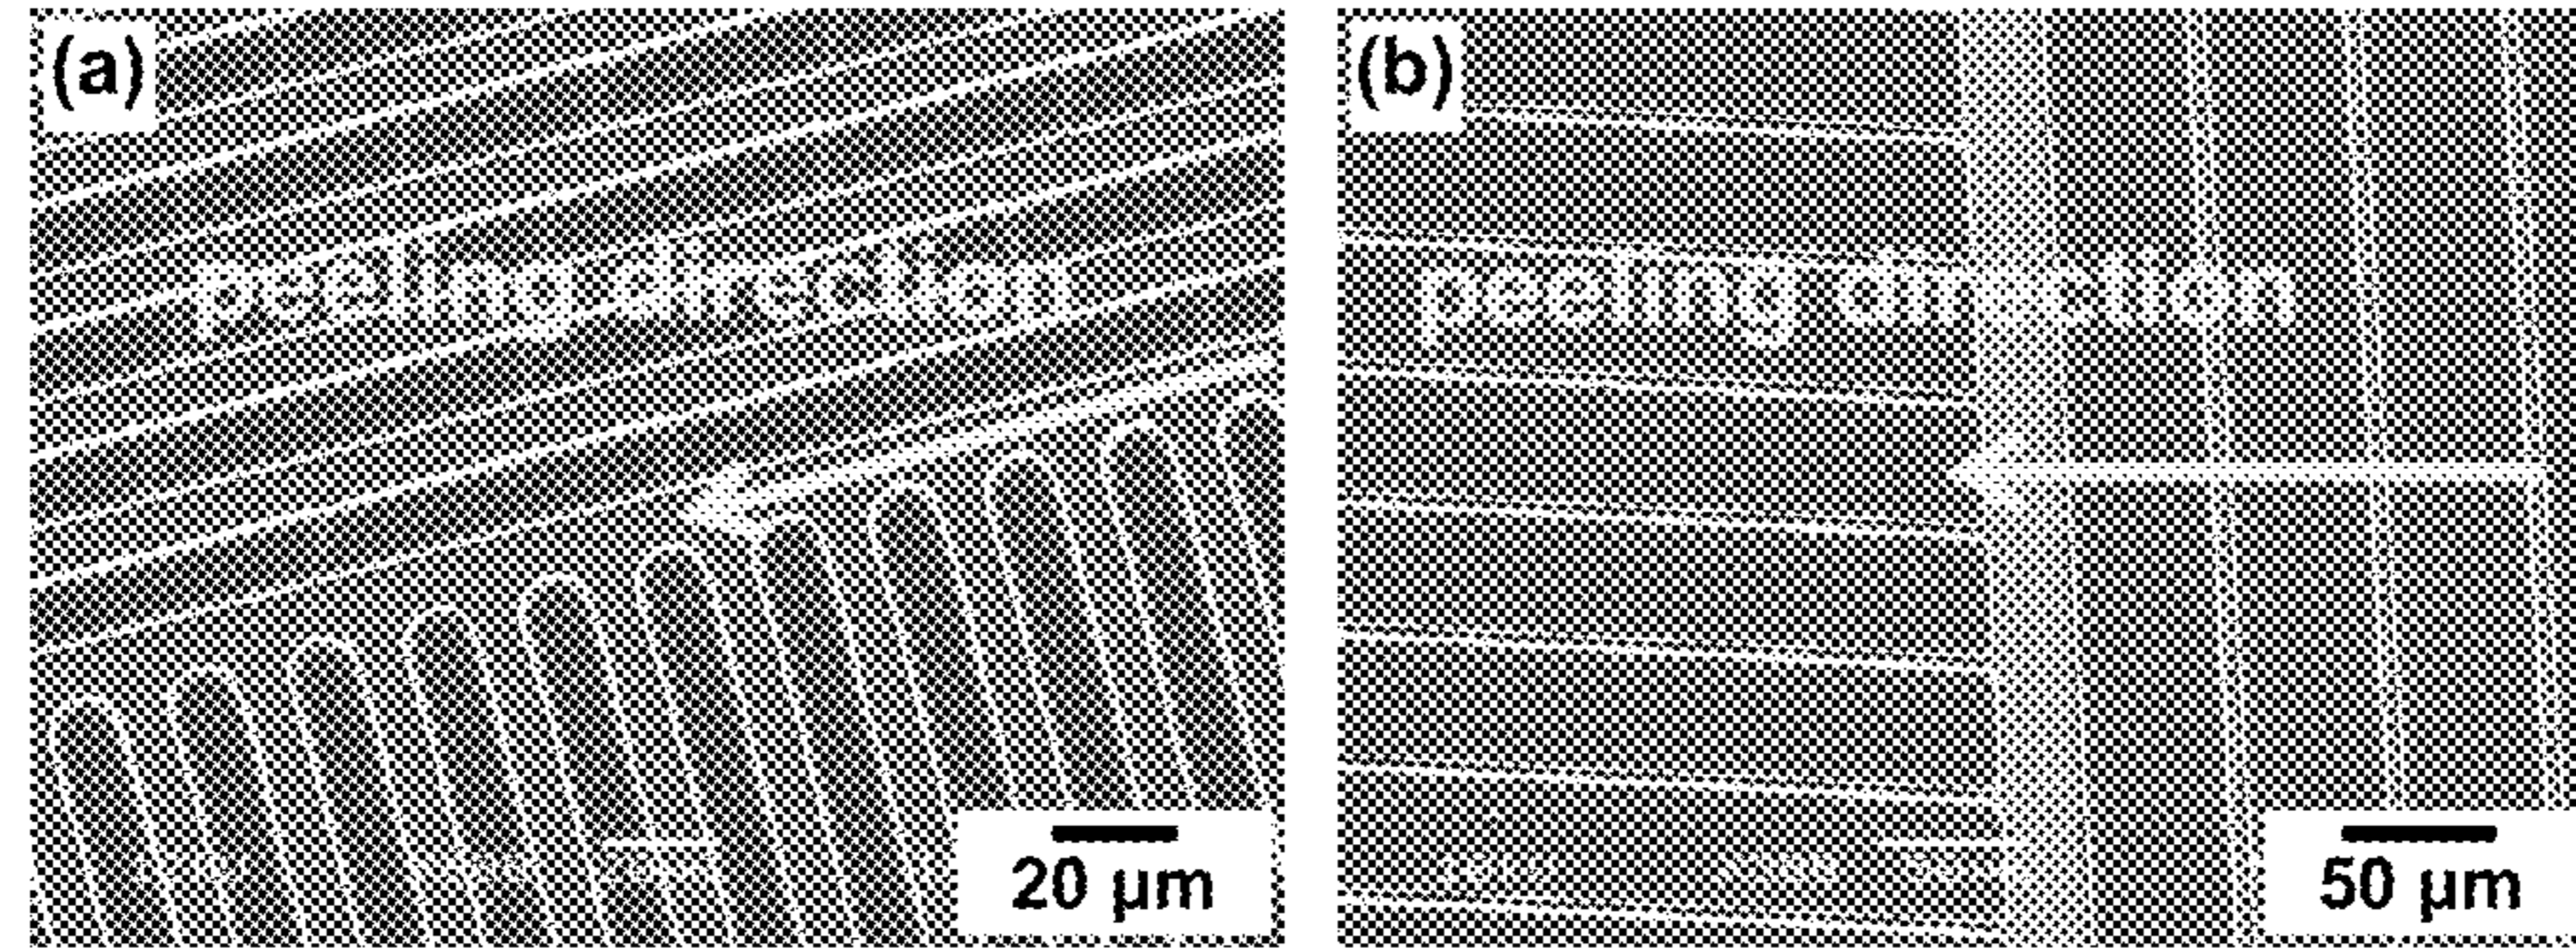 (a)
peeling direction
20 μm
(b)
peeling direction
50 μm